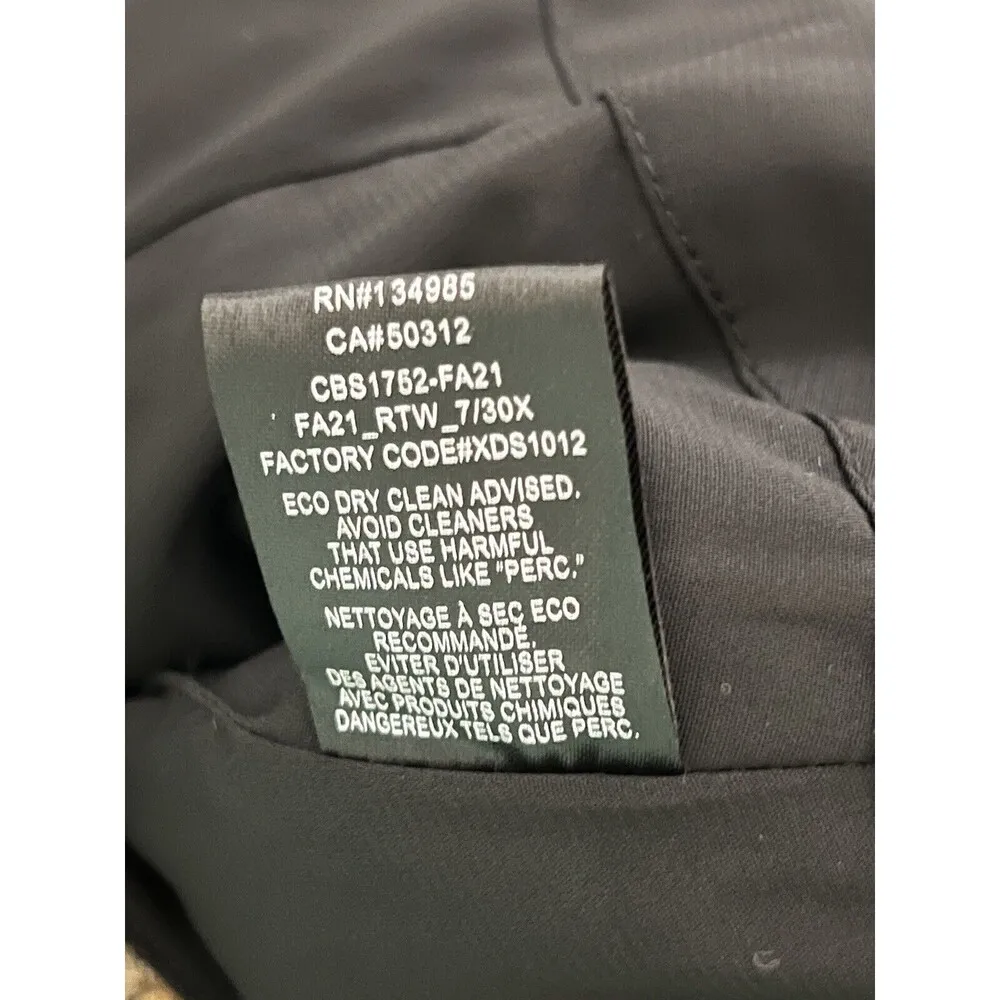 RN#134985
CA#50312
CBS1752-FA21
FA21_RTW_7/30X
FACTORY CODE#XDS1012
ECO DRY CLEAN ADVISED.
AVOID CLEANERS
THAT USE HARMFUL
CHEMICALS LIKE "PERC."
NETTOYAGE À SEC ECO
RECOMMANDÉ.
EVITER D'UTILISER
DES AGENTS DE NETTOYAGE
AVEC PRODUITS CHIMIQUES
DANGEREUX TELS QUE PERC.